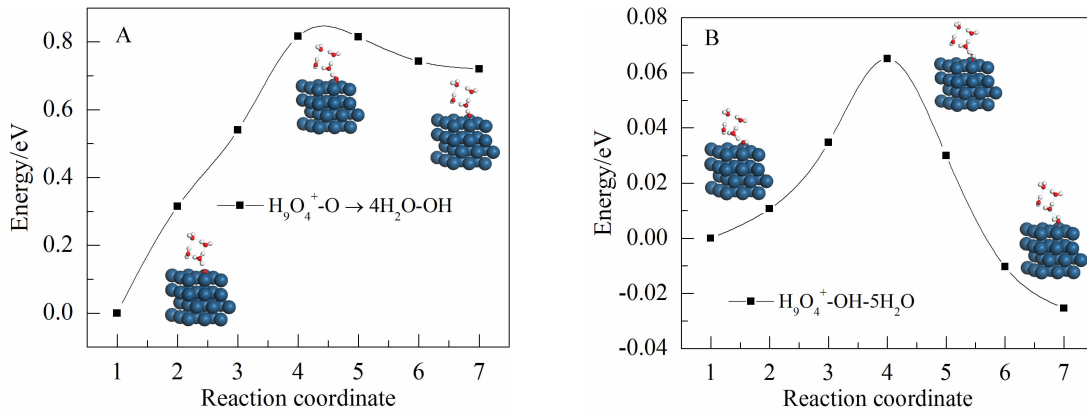 A
Energy/eV
0.8
0.6
0.4
0.2
0.0
H₉O₄⁺-O → 4H₂O-OH
1 2 3 4 5 6 7
Reaction coordinate
B
Energy/eV
0.08
0.06
0.04
0.02
0.00
-0.02
-0.04
H₉O₄⁺-OH-5H₂O
1 2 3 4 5 6 7
Reaction coordinate